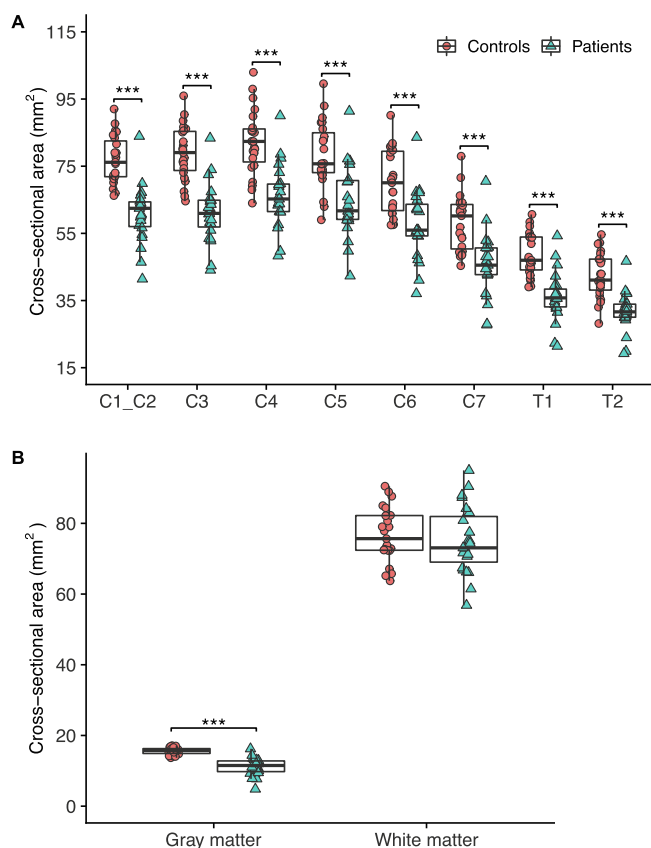 A
Cross−sectional area (mm²)
115
95
75
55
35
15
Controls
Patients
***
***
***
***
***
***
***
***
C1_C2
C3
C4
C5
C6
C7
T1
T2
B
Cross−sectional area (mm²)
80
60
40
20
0
***
Gray matter
White matter